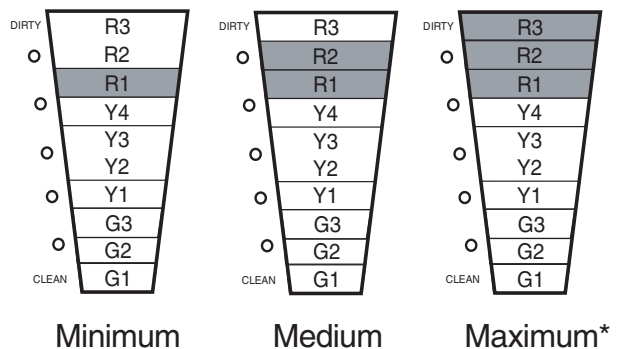 DIRTY R3
R2
R1
Y4
Y3
Y2
Y1
G3
G2
CLEAN G1
Minimum
DIRTY R3
R2
R1
Y4
Y3
Y2
Y1
G3
G2
CLEAN G1
Medium
DIRTY R3
R2
R1
Y4
Y3
Y2
Y1
G3
G2
CLEAN G1
Maximum*